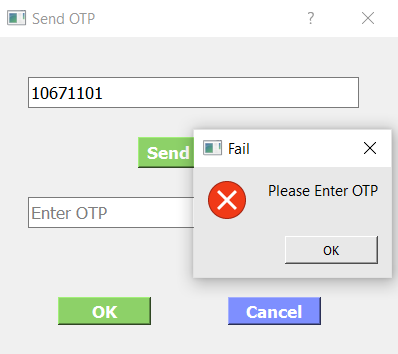 Send OTP
10671101
Send
Fail
Please Enter OTP
OK
Enter OTP
OK
Cancel